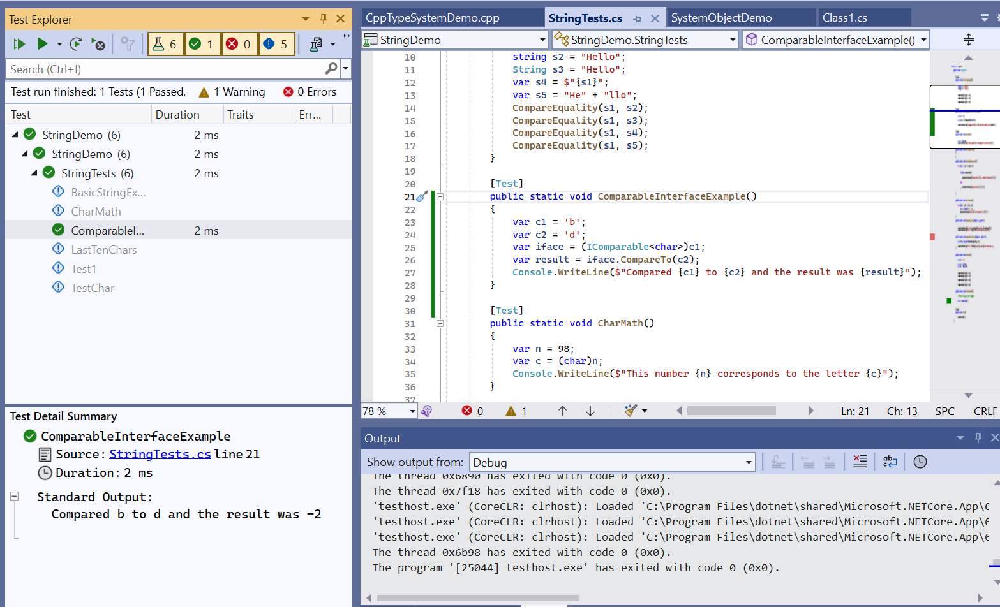 Test Explorer
6 1 0 5
Search (Ctrl+I)
Test run finished: 1 Tests (1 Passed, 1 Warning 0 Errors
Test Duration Traits Err...
StringDemo (6) 2 ms
StringDemo (6) 2 ms
StringTests (6) 2 ms
BasicStringEx...
CharMath
ComparableI... 2 ms
LastTenChars
Test1
TestChar
Test Detail Summary
ComparableInterfaceExample
Source: StringTests.cs line 21
Duration: 2 ms
Standard Output:
Compared b to d and the result was -2
CppTypeSystemDemo.cpp StringTests.cs SystemObjectDemo Class1.cs
StringDemo StringDemo.StringTests ComparableInterfaceExample()
10 string s2 = "Hello";
11 String s3 = "Hello";
12 var s4 = $"{s1}";
13 var s5 = "He" + "llo";
14 CompareEquality(s1, s2);
15 CompareEquality(s1, s3);
16 CompareEquality(s1, s4);
17 CompareEquality(s1, s5);
18 }
19
20 [Test]
21 public static void ComparableInterfaceExample()
22 {
23 var c1 = 'b';
24 var c2 = 'd';
25 var iface = (IComparable<char>)c1;
26 var result = iface.CompareTo(c2);
27 Console.WriteLine($"Compared {c1} to {c2} and the result was {result}");
28 }
29
30 [Test]
31 public static void CharMath()
32 {
33 var n = 98;
34 var c = (char)n;
35 Console.WriteLine($"This number {n} corresponds to the letter {c}");
36 }
37
78 % 0 1 Ln: 21 Ch: 13 SPC CRLF
Output
Show output from: Debug
The thread 0x6890 has exited with code 0 (0x0).
The thread 0x7f18 has exited with code 0 (0x0).
'testhost.exe' (CoreCLR: clrhost): Loaded 'C:\Program Files\dotnet\shared\Microsoft.NETCore.App\6
'testhost.exe' (CoreCLR: clrhost): Loaded 'C:\Program Files\dotnet\shared\Microsoft.NETCore.App\6
'testhost.exe' (CoreCLR: clrhost): Loaded 'C:\Program Files\dotnet\shared\Microsoft.NETCore.App\6
The thread 0x6b98 has exited with code 0 (0x0).
The program '[25044] testhost.exe' has exited with code 0 (0x0).